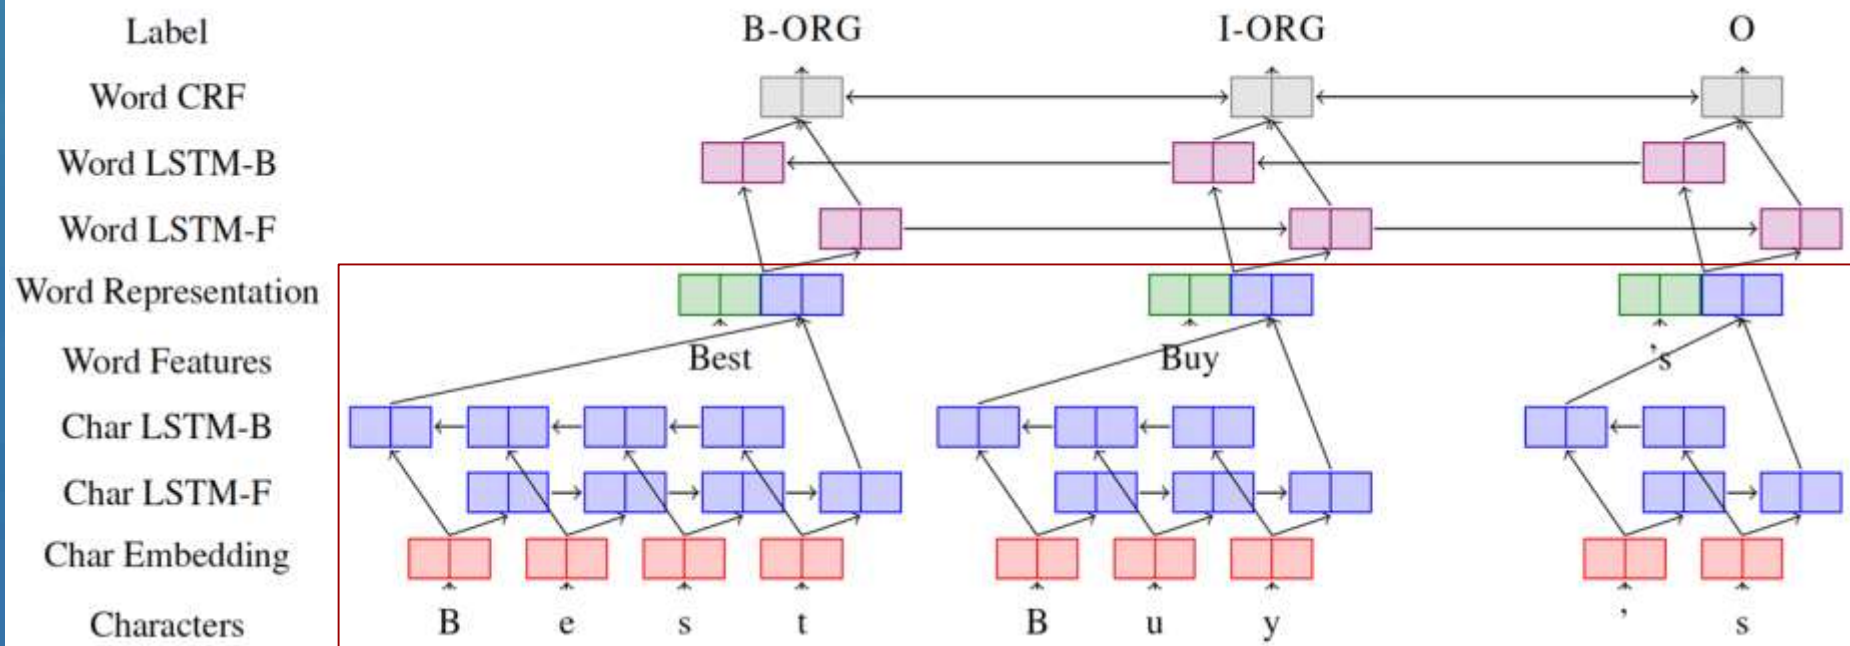 Label B-ORG I-ORG O
Word CRF
Word LSTM-B
Word LSTM-F
Word Representation
Word Features Best Buy 's
Char LSTM-B
Char LSTM-F
Char Embedding
Characters B e s t B u y ' s